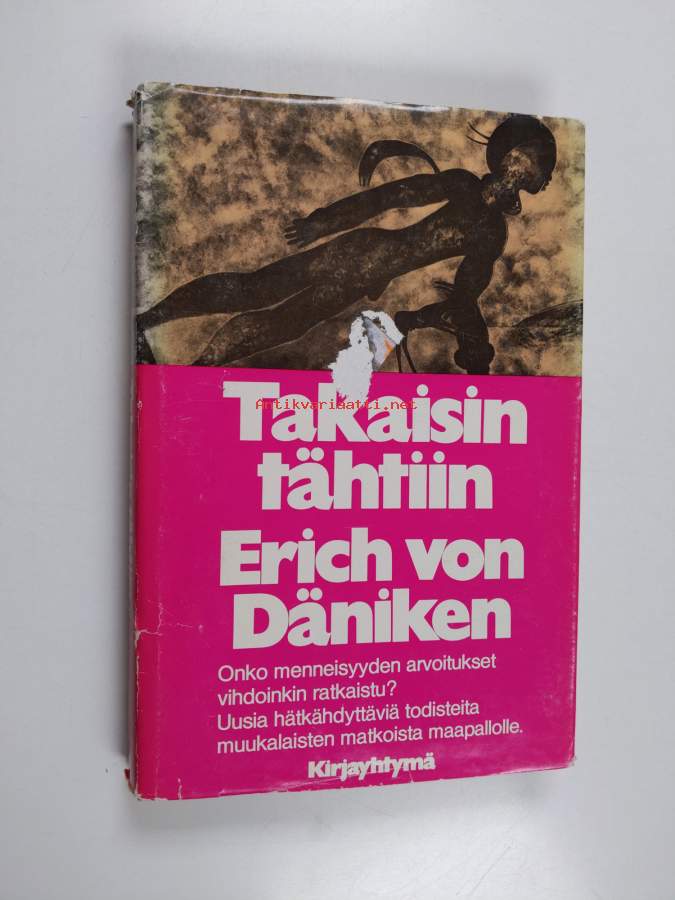 Takaisin
Antikvariaatti.net
tähtiin
Erich von
Däniken
Onko menneisyyden arvoitukset
vihdoinkin ratkaistu?
Uusia hätkähdyttäviä todisteita
muukalaisten matkoista maapallolle.
Kirjayhtymä